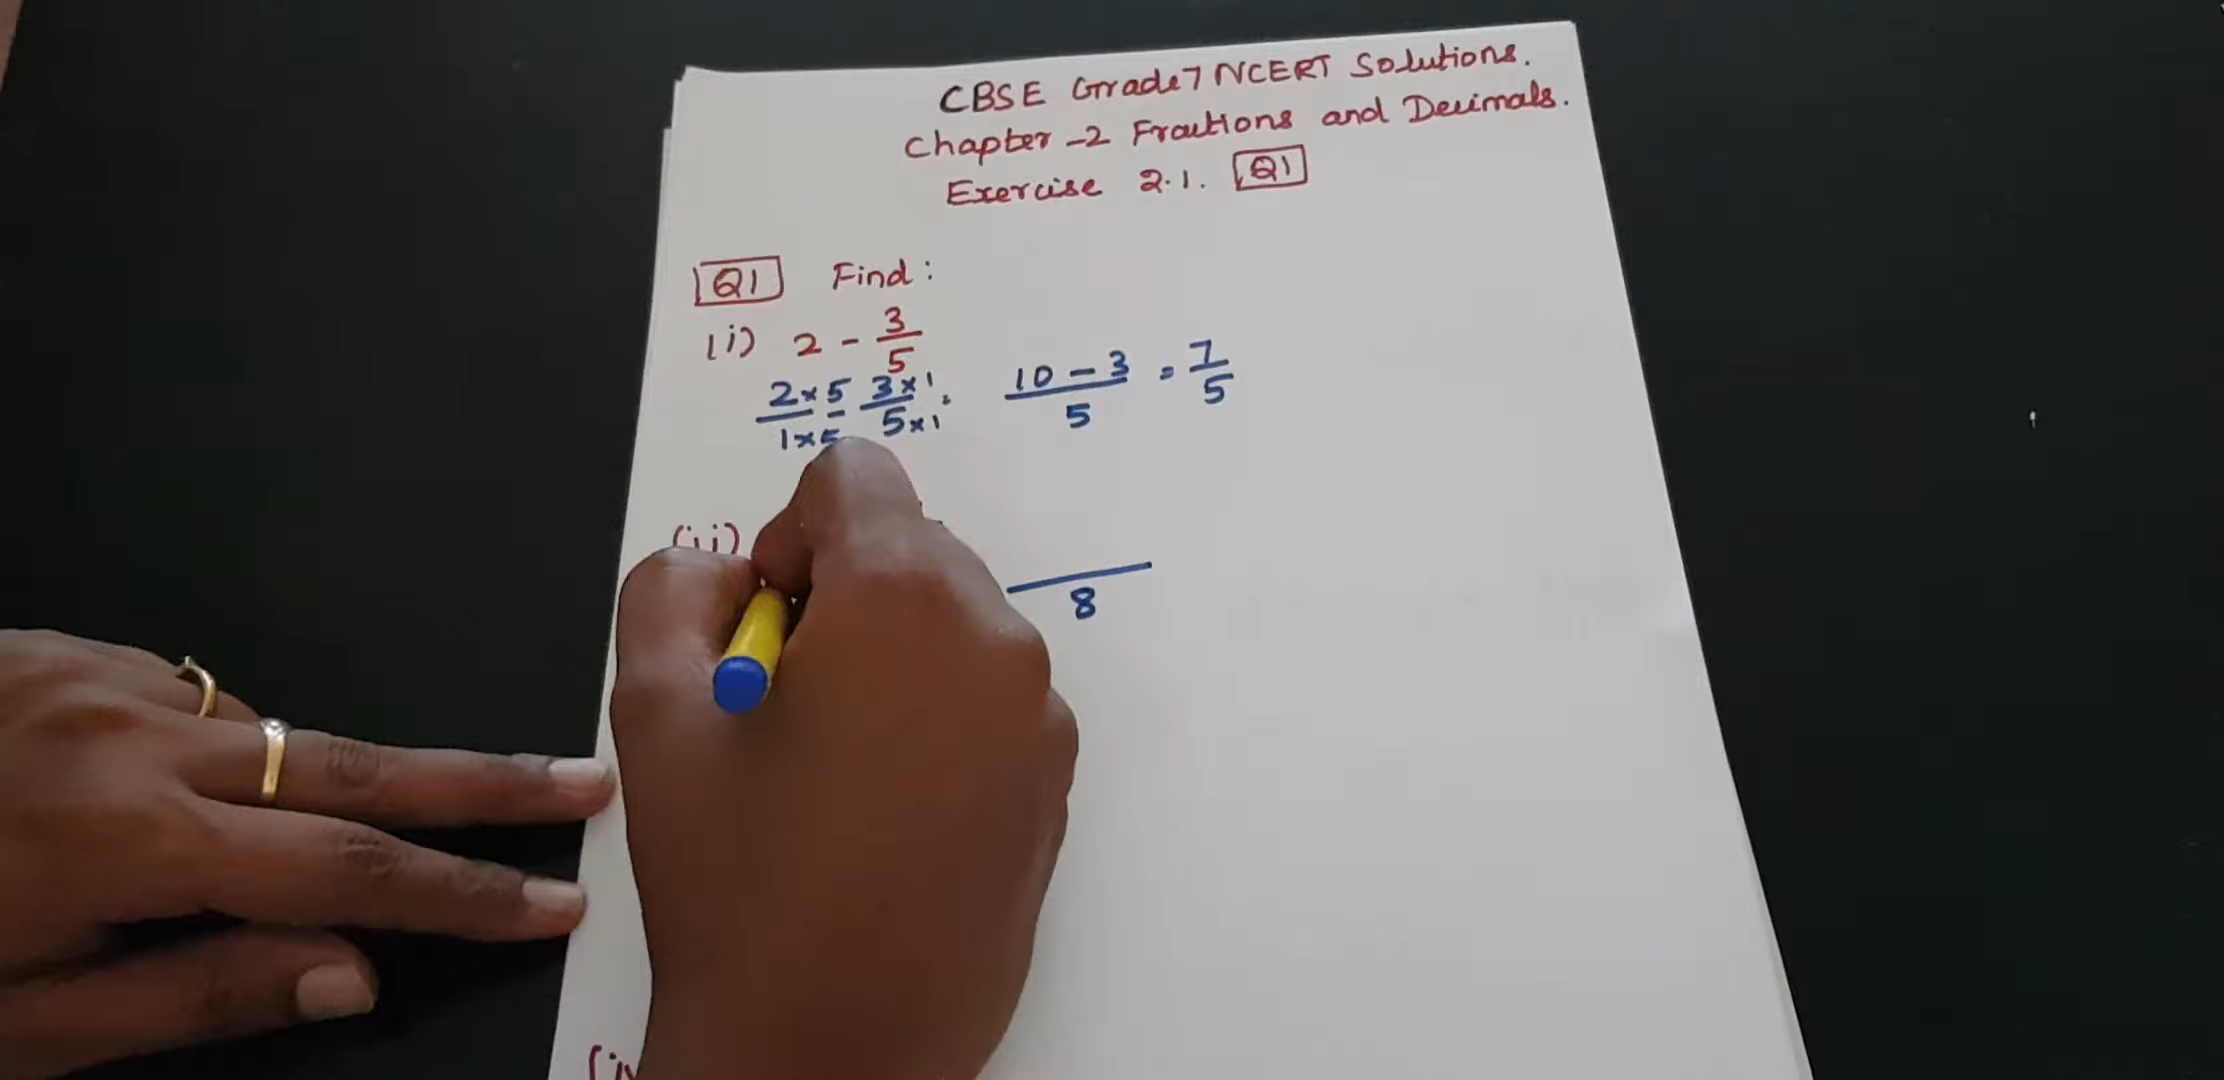 CBSE Grade 7 NCERT Solutions.
Chapter -2 Fractions and Decimals.
Exercise 2.1. Q1
Q1 Find:
(i) 2 - 3/5
2×5/1×5 - 3×1/5×1 = 10-3/5 = 7/5
(ii)
8